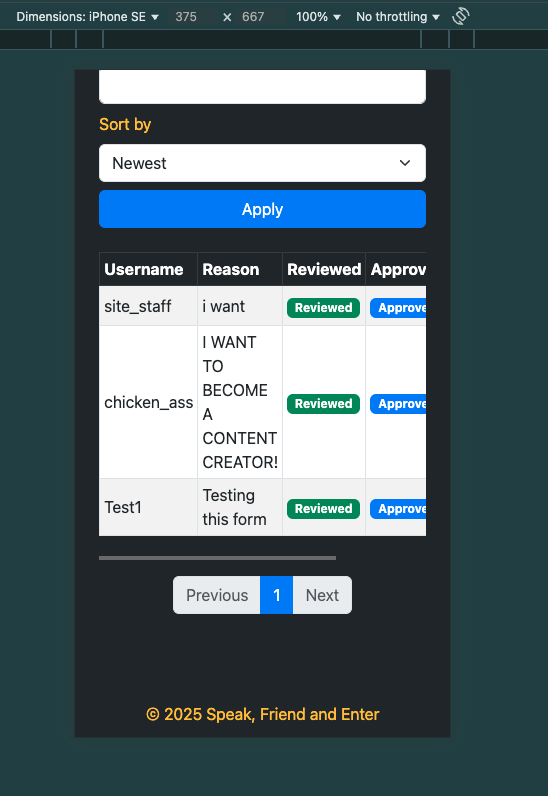 Dimensions: iPhone SE 375 × 667 100% No throttling
Sort by
Newest
Apply
Username Reason Reviewed Approv
site_staff i want Reviewed Approve
I WANT
TO
BECOME
chicken_ass A Reviewed Approve
CONTENT
CREATOR!
Test1 Testing Reviewed Approve
this form
Previous 1 Next
© 2025 Speak, Friend and Enter